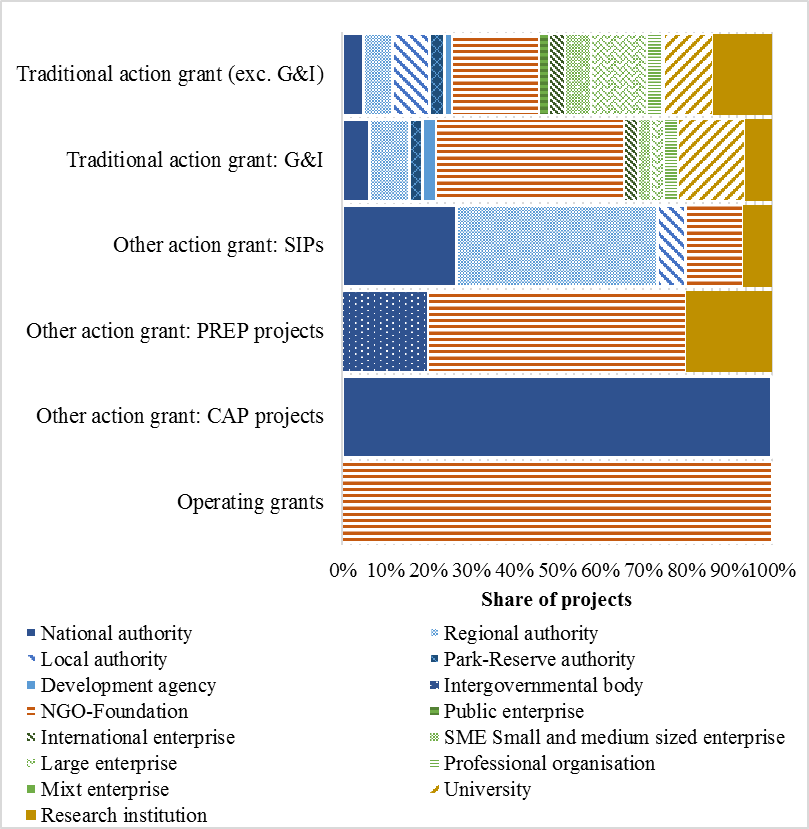 Traditional action grant (exc. G&I)
Traditional action grant: G&I
Other action grant: SIPs
Other action grant: PREP projects
Other action grant: CAP projects
Operating grants
0% 10% 20% 30% 40% 50% 60% 70% 80% 90% 100%
Share of projects
National authority
Regional authority
Local authority
Park-Reserve authority
Development agency
Intergovernmental body
NGO-Foundation
Public enterprise
International enterprise
SME Small and medium sized enterprise
Large enterprise
Professional organisation
Mixt enterprise
University
Research institution